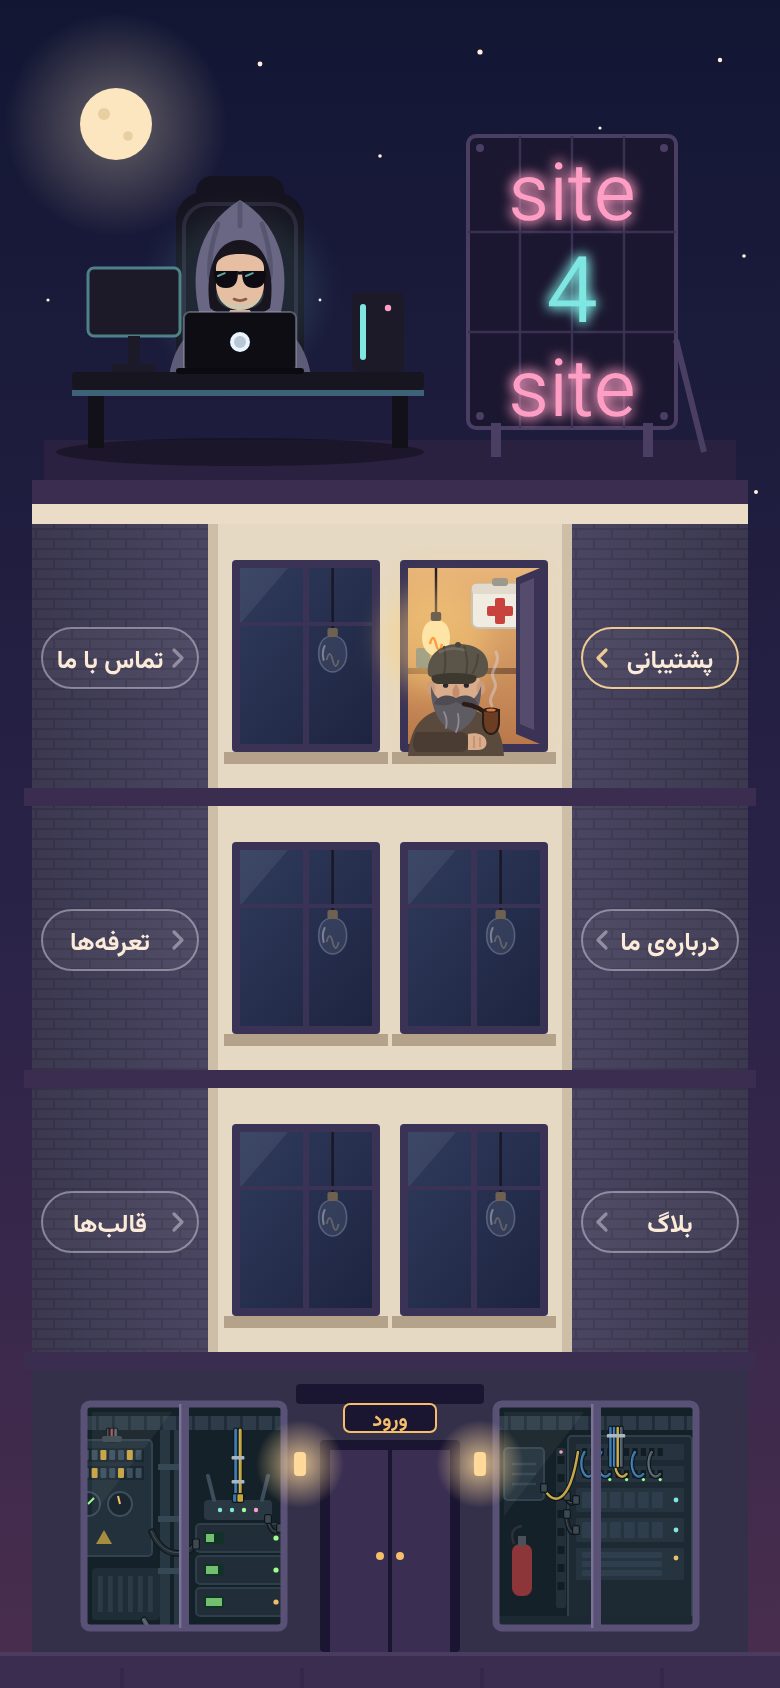 site
4
site
پشتیبانی
تماس با ما
درباره‌ی ما
تعرفه‌ها
بلاگ
قالب‌ها
ورود